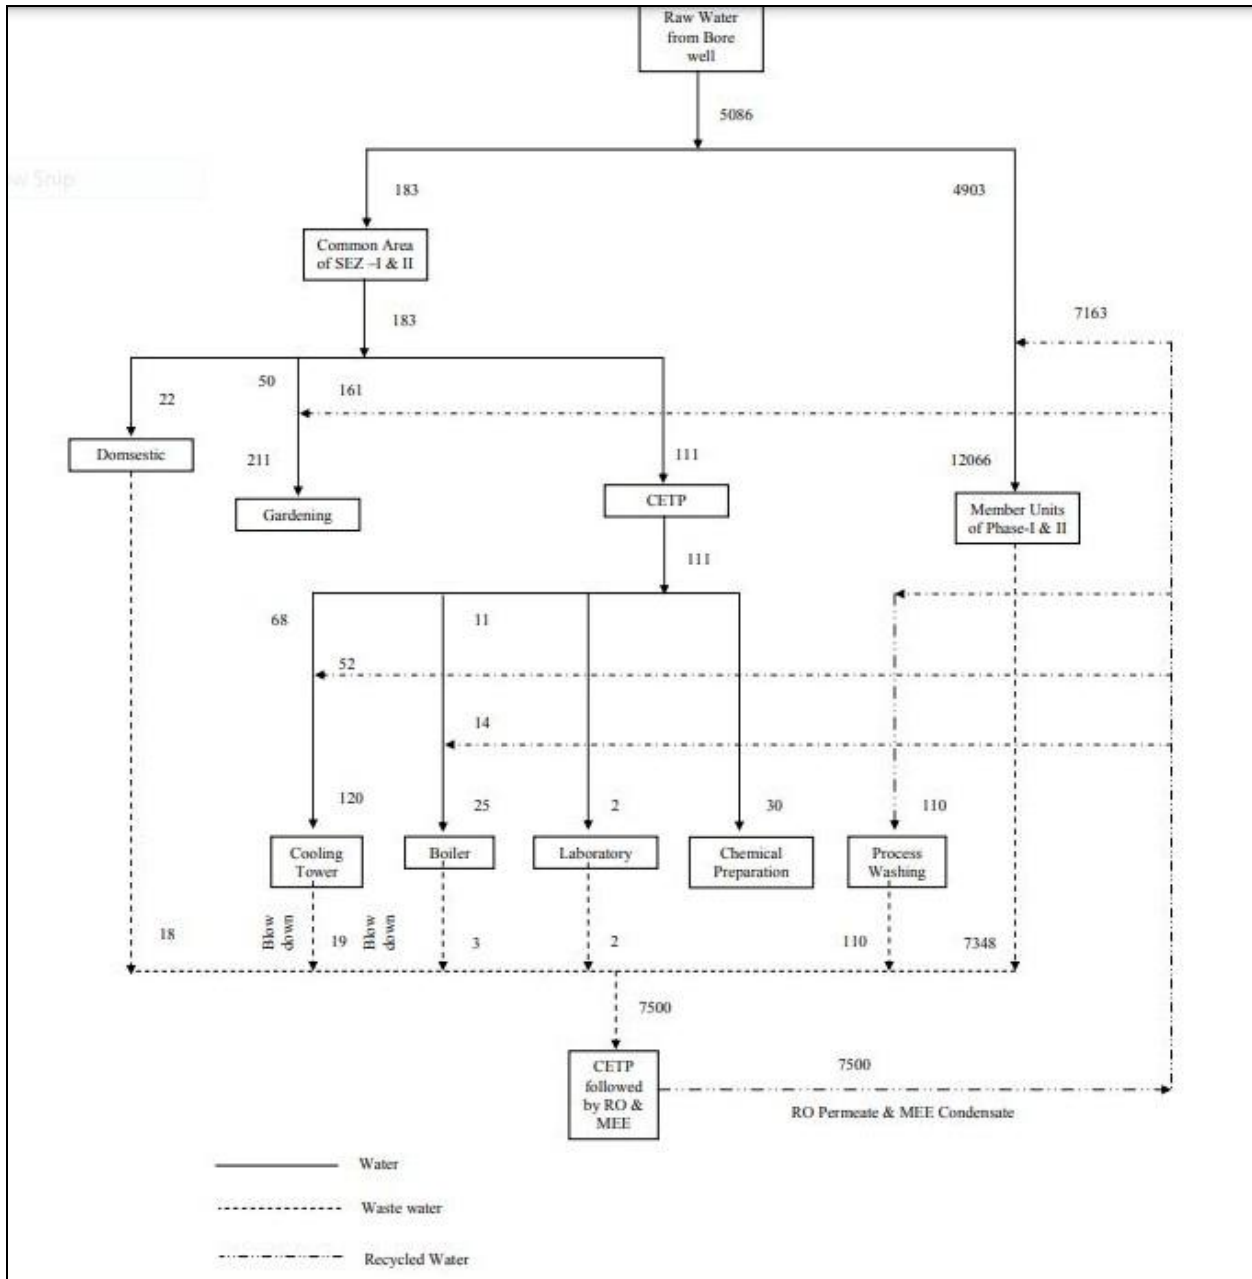 Raw Water
from Bore
well
5086
w Snip
183
4903
Common Area
of SEZ –I & II
183
7163
22
50
161
Domsestic
211
111
12066
Gardening
CETP
Member Units
of Phase-I & II
111
68
11
52
14
120
25
2
30
110
Cooling
Tower
Boiler
Laboratory
Chemical
Preparation
Process
Washing
18
Blow
down
19
Blow
down
3
2
110
7348
7500
CETP
followed
by RO &
MEE
7500
RO Permeate & MEE Condensate
Water
Waste water
Recycled Water